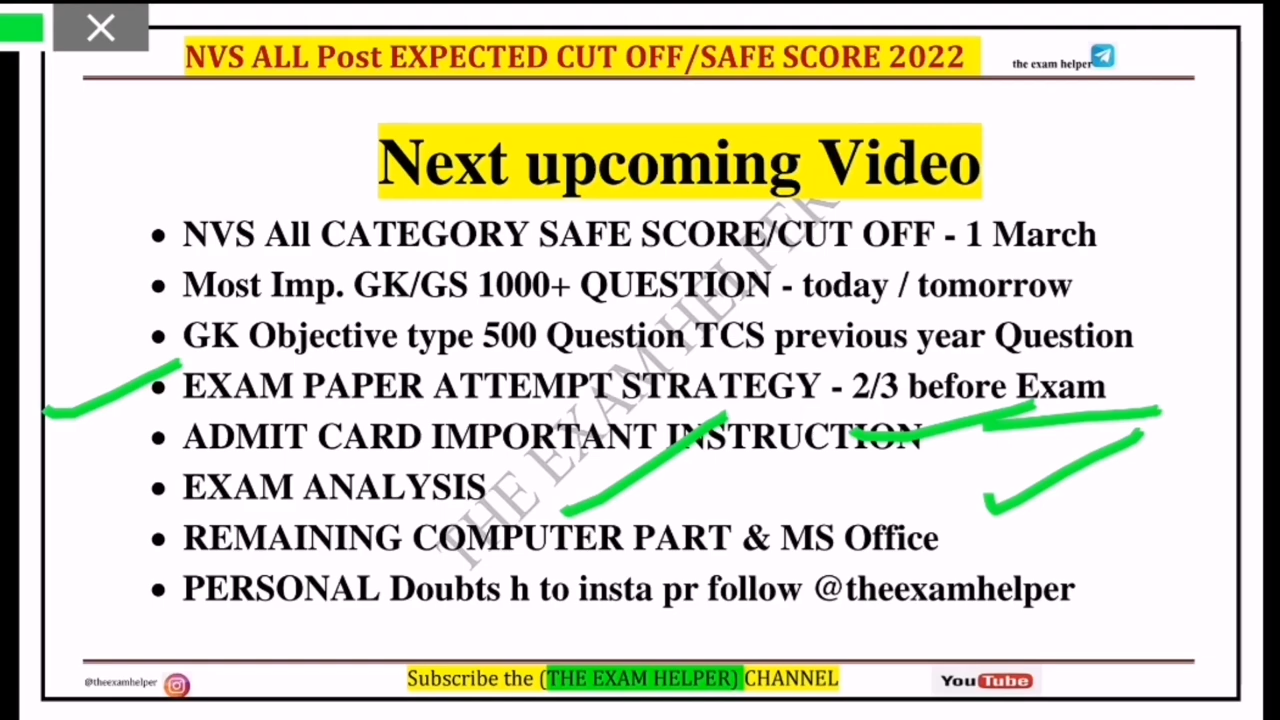 NVS ALL Post EXPECTED CUT OFF/SAFE SCORE 2022
the exam helper
Next upcoming Video
• NVS All CATEGORY SAFE SCORE/CUT OFF - 1 March
• Most Imp. GK/GS 1000+ QUESTION - today / tomorrow
• GK Objective type 500 Question TCS previous year Question
• EXAM PAPER ATTEMPT STRATEGY - 2/3 before Exam
• ADMIT CARD IMPORTANT INSTRUCTION
• EXAM ANALYSIS
• REMAINING COMPUTER PART & MS Office
• PERSONAL Doubts h to insta pr follow @theexamhelper
THE EXAM HELPER
@theexamhelper
Subscribe the (THE EXAM HELPER) CHANNEL
YouTube